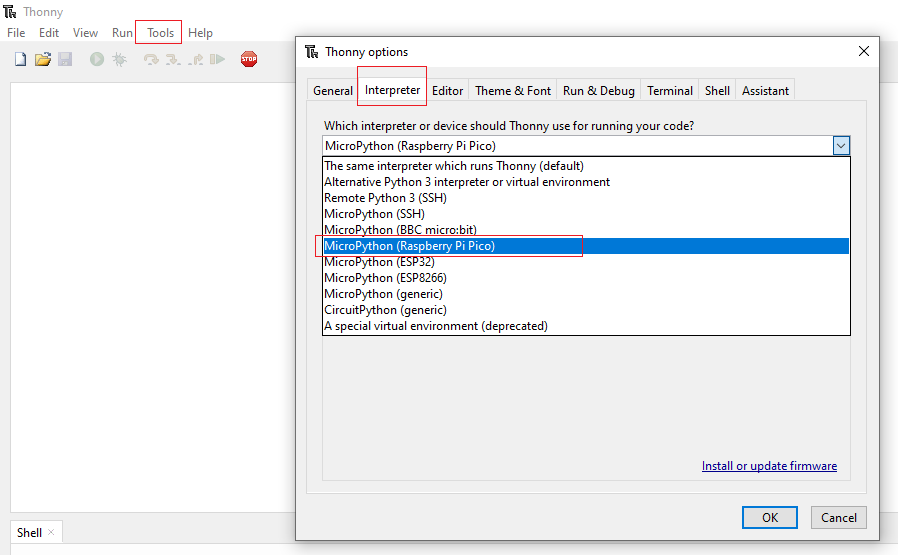 Thonny
File Edit View Run Tools Help
STOP
Thonny options
General Interpreter Editor Theme & Font Run & Debug Terminal Shell Assistant
Which interpreter or device should Thonny use for running your code?
MicroPython (Raspberry Pi Pico)
The same interpreter which runs Thonny (default)
Alternative Python 3 interpreter or virtual environment
Remote Python 3 (SSH)
MicroPython (SSH)
MicroPython (BBC micro:bit)
MicroPython (Raspberry Pi Pico)
MicroPython (ESP32)
MicroPython (ESP8266)
MicroPython (generic)
CircuitPython (generic)
A special virtual environment (deprecated)
Install or update firmware
OK Cancel
Shell